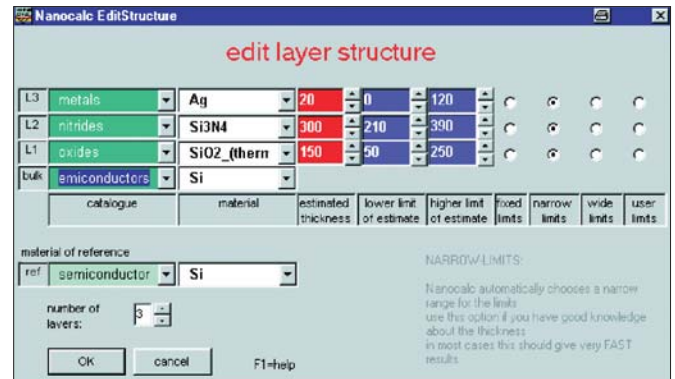 Nanocalc EditStructure
edit layer structure
L3 metals Ag 20 0 120
L2 nitrides Si3N4 300 210 390
L1 oxides SiO2_(therm 150 50 250
bulk emiconductors Si
catalogue material estimated thickness lower limit of estimate higher limit of estimate fixed limits narrow limits wide limits user limits
material of reference
ref semiconductor Si
number of layers: 3
OK cancel F1=help
NARROW-LIMITS:
Nanocalc automatically chooses a narrow
range for the limits
use this option if you have good knowledge
about the thickness
in most cases this should give very FAST
results